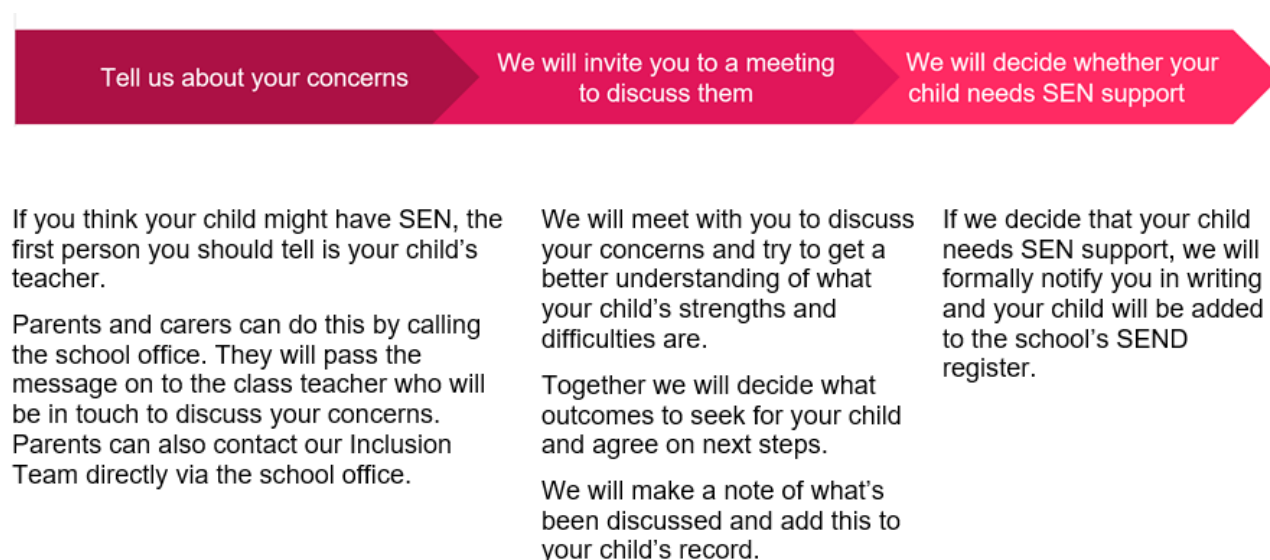 Tell us about your concerns
We will invite you to a meeting
to discuss them
We will decide whether your
child needs SEN support
If you think your child might have SEN, the
first person you should tell is your child’s
teacher.
Parents and carers can do this by calling
the school office. They will pass the
message on to the class teacher who will
be in touch to discuss your concerns.
Parents can also contact our Inclusion
Team directly via the school office.
We will meet with you to discuss
your concerns and try to get a
better understanding of what
your child’s strengths and
difficulties are.
Together we will decide what
outcomes to seek for your child
and agree on next steps.
We will make a note of what’s
been discussed and add this to
your child’s record.
If we decide that your child
needs SEN support, we will
formally notify you in writing
and your child will be added
to the school’s SEND
register.